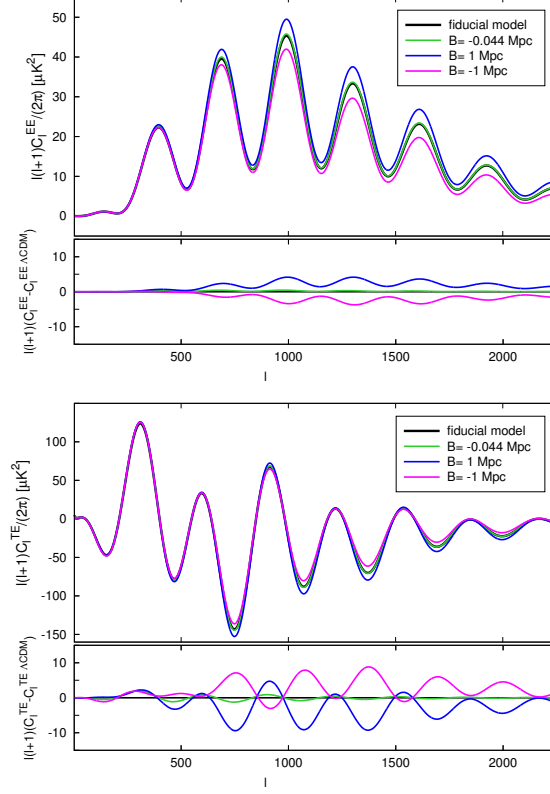 50
40
30
20
10
0
l(l+1)C_l^EE/(2π) [μK²]
fiducial model
B= -0.044 Mpc
B= 1 Mpc
B= -1 Mpc
10
0
-10
l(l+1)(C_l^EE-C_l^EE ΛCDM)
500 1000 1500 2000
l
100
50
0
-50
-100
-150
l(l+1)C_l^TE/(2π) [μK²]
fiducial model
B= -0.044 Mpc
B= 1 Mpc
B= -1 Mpc
10
0
-10
l(l+1)(C_l^TE-C_l^TE ΛCDM)
500 1000 1500 2000
l